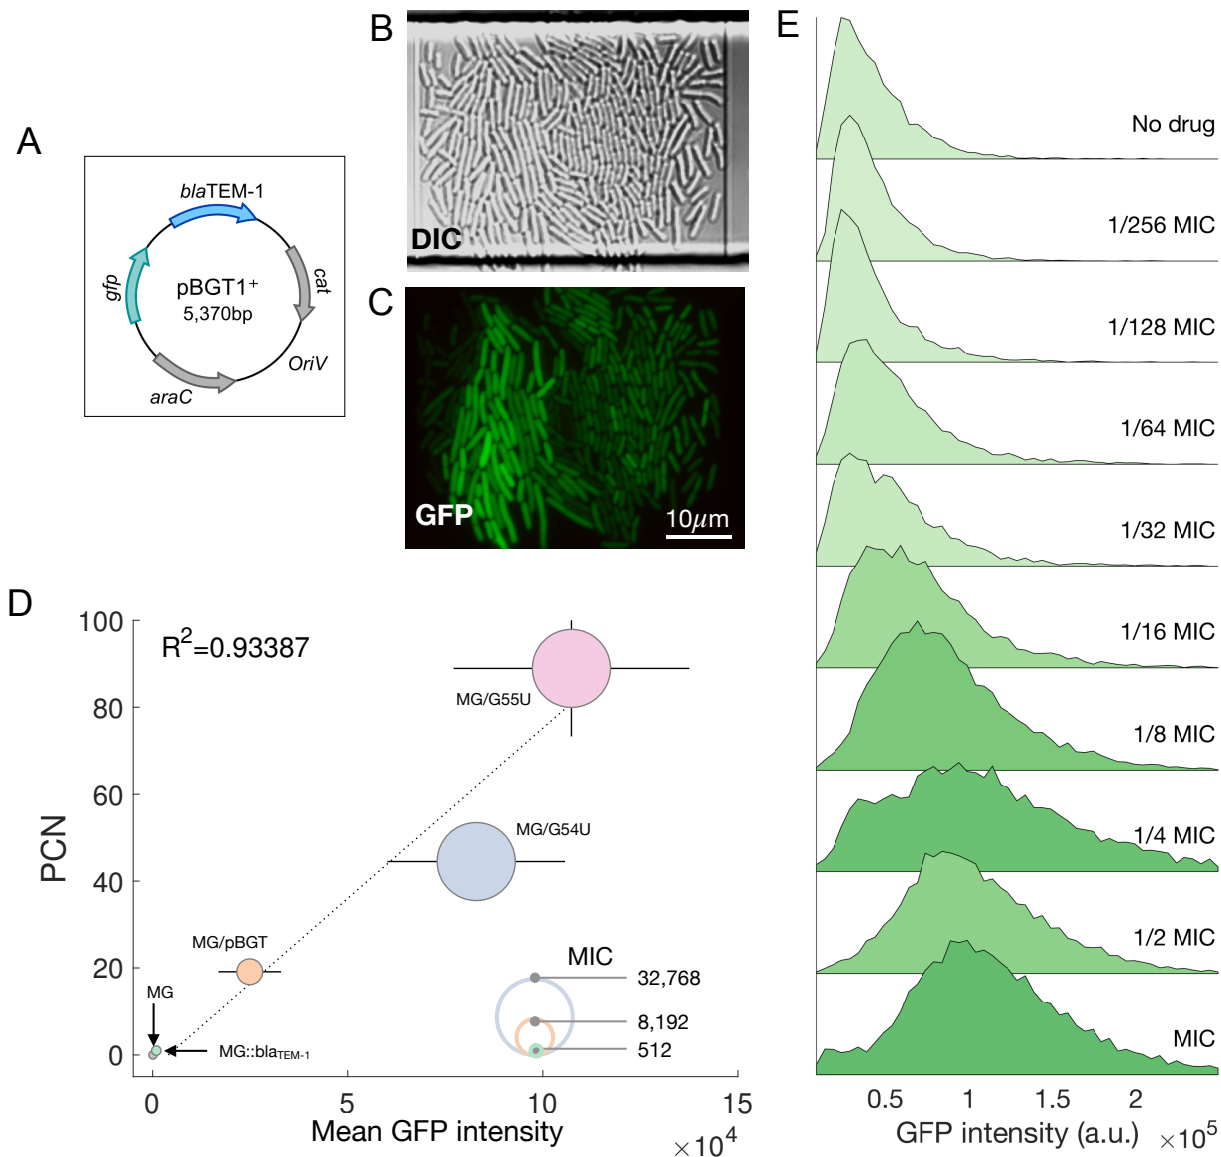 A
blaTEM-1
gfp
cat
pBGT1+
5,370bp
OriV
araC
B
DIC
C
GFP
10μm
D
R2=0.93387
PCN
100
80
60
40
20
0
MG/G55U
MG/G54U
MG/pBGT
MG
MG::blaTEM-1
MIC
32,768
8,192
512
0
5
10
15
Mean GFP intensity
×104
E
No drug
1/256 MIC
1/128 MIC
1/64 MIC
1/32 MIC
1/16 MIC
1/8 MIC
1/4 MIC
1/2 MIC
MIC
0.5
1
1.5
2
GFP intensity (a.u.)
×105